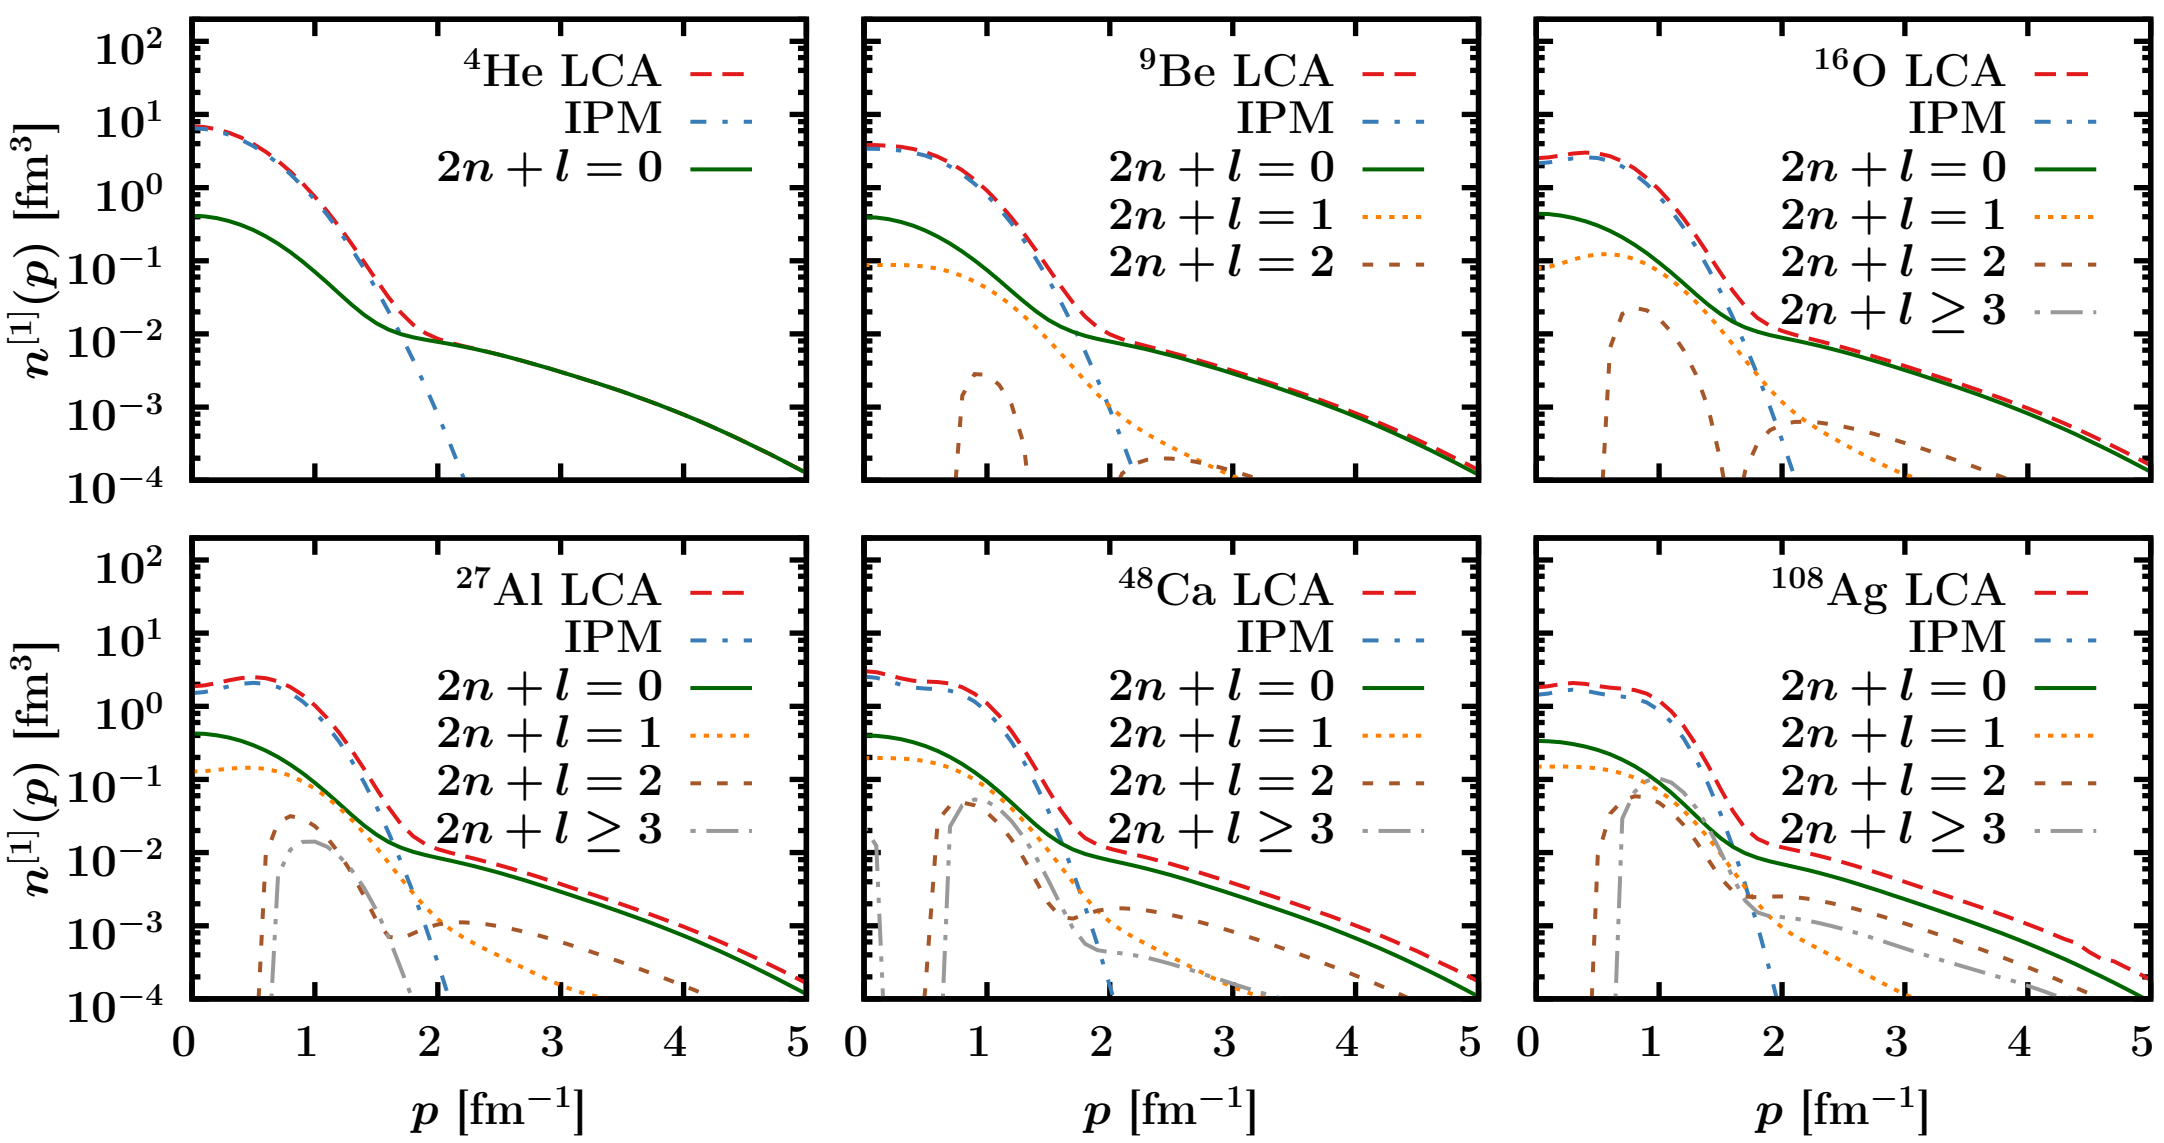 ⁴He LCA
IPM
2n + l = 0
⁹Be LCA
IPM
2n + l = 0
2n + l = 1
2n + l = 2
¹⁶O LCA
IPM
2n + l = 0
2n + l = 1
2n + l = 2
2n + l ≥ 3
n[1](p) [fm³]
10²
10¹
10⁰
10⁻¹
10⁻²
10⁻³
10⁻⁴
²⁷Al LCA
IPM
2n + l = 0
2n + l = 1
2n + l = 2
2n + l ≥ 3
⁴⁸Ca LCA
IPM
2n + l = 0
2n + l = 1
2n + l = 2
2n + l ≥ 3
¹⁰⁸Ag LCA
IPM
2n + l = 0
2n + l = 1
2n + l = 2
2n + l ≥ 3
n[1](p) [fm³]
10²
10¹
10⁰
10⁻¹
10⁻²
10⁻³
10⁻⁴
0 1 2 3 4 5
0 1 2 3 4 5
0 1 2 3 4 5
p [fm⁻¹]
p [fm⁻¹]
p [fm⁻¹]